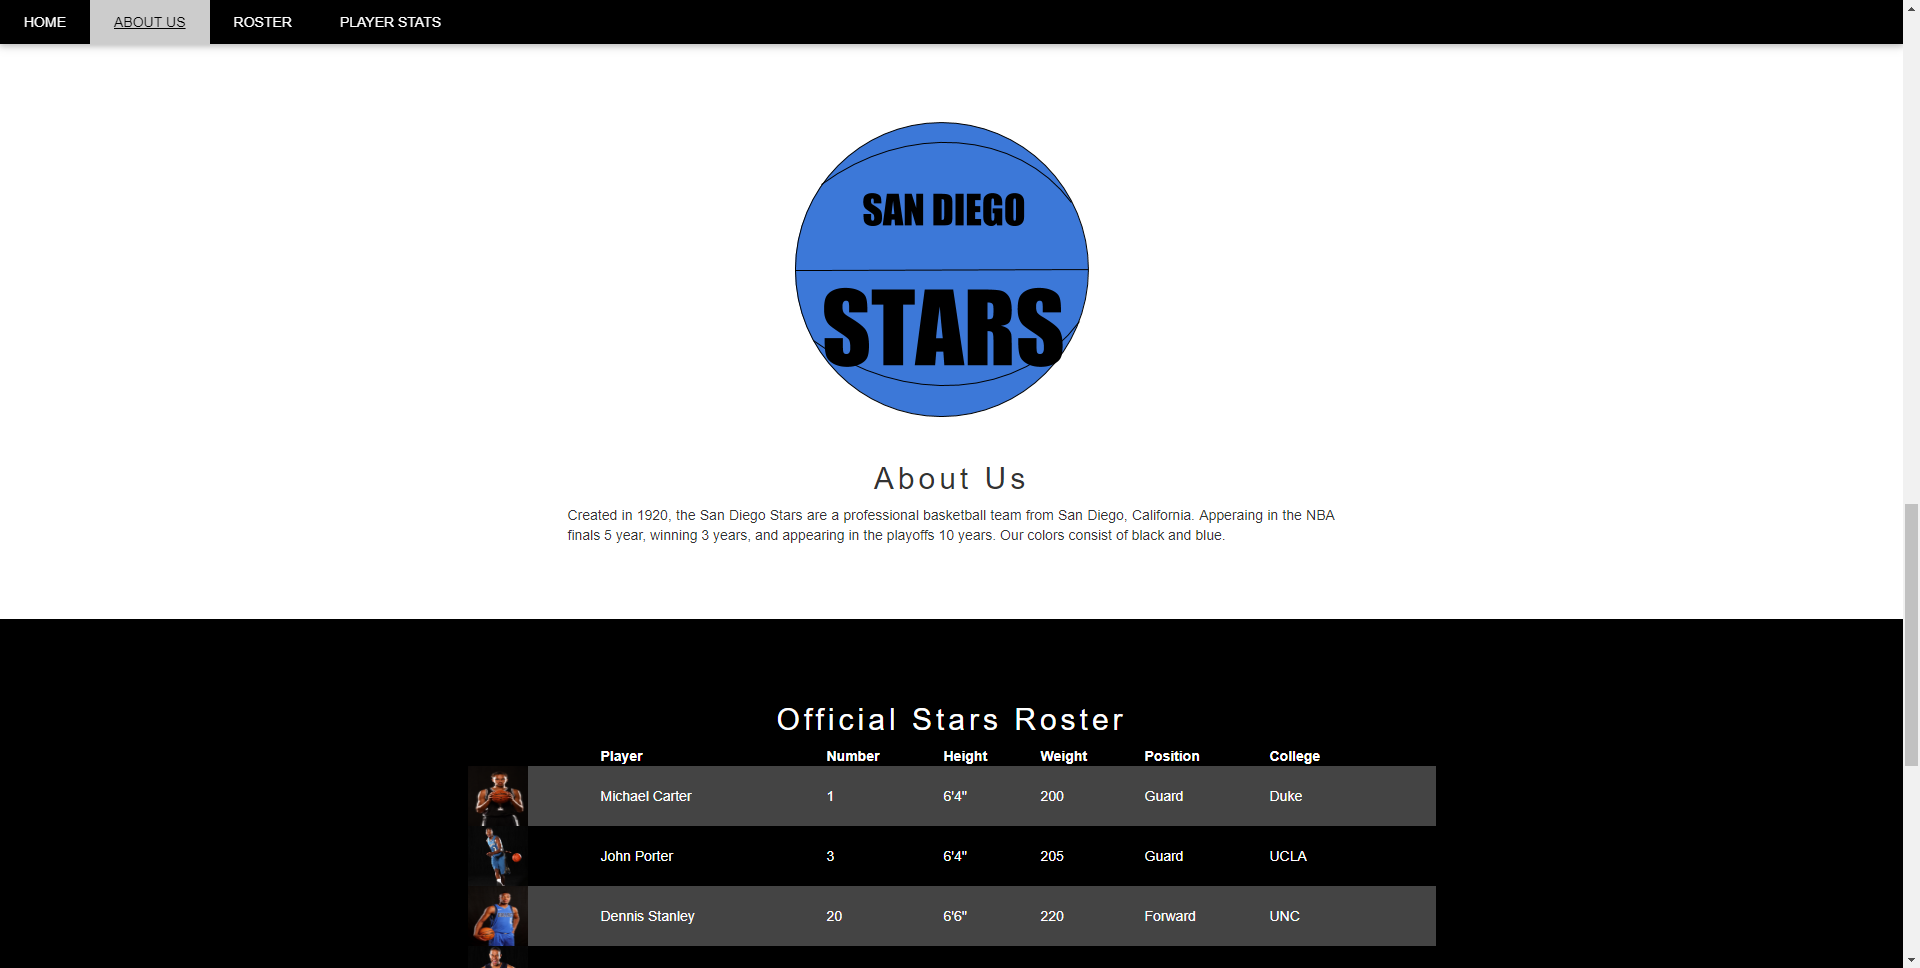 HOME ABOUT US ROSTER PLAYER STATS
SAN DIEGO
STARS
About Us
Created in 1920, the San Diego Stars are a professional basketball team from San Diego, California. Apperaing in the NBA
finals 5 year, winning 3 years, and appearing in the playoffs 10 years. Our colors consist of black and blue.
Official Stars Roster
Player Number Height Weight Position College
Michael Carter 1 6'4" 200 Guard Duke
John Porter 3 6'4" 205 Guard UCLA
Dennis Stanley 20 6'6" 220 Forward UNC